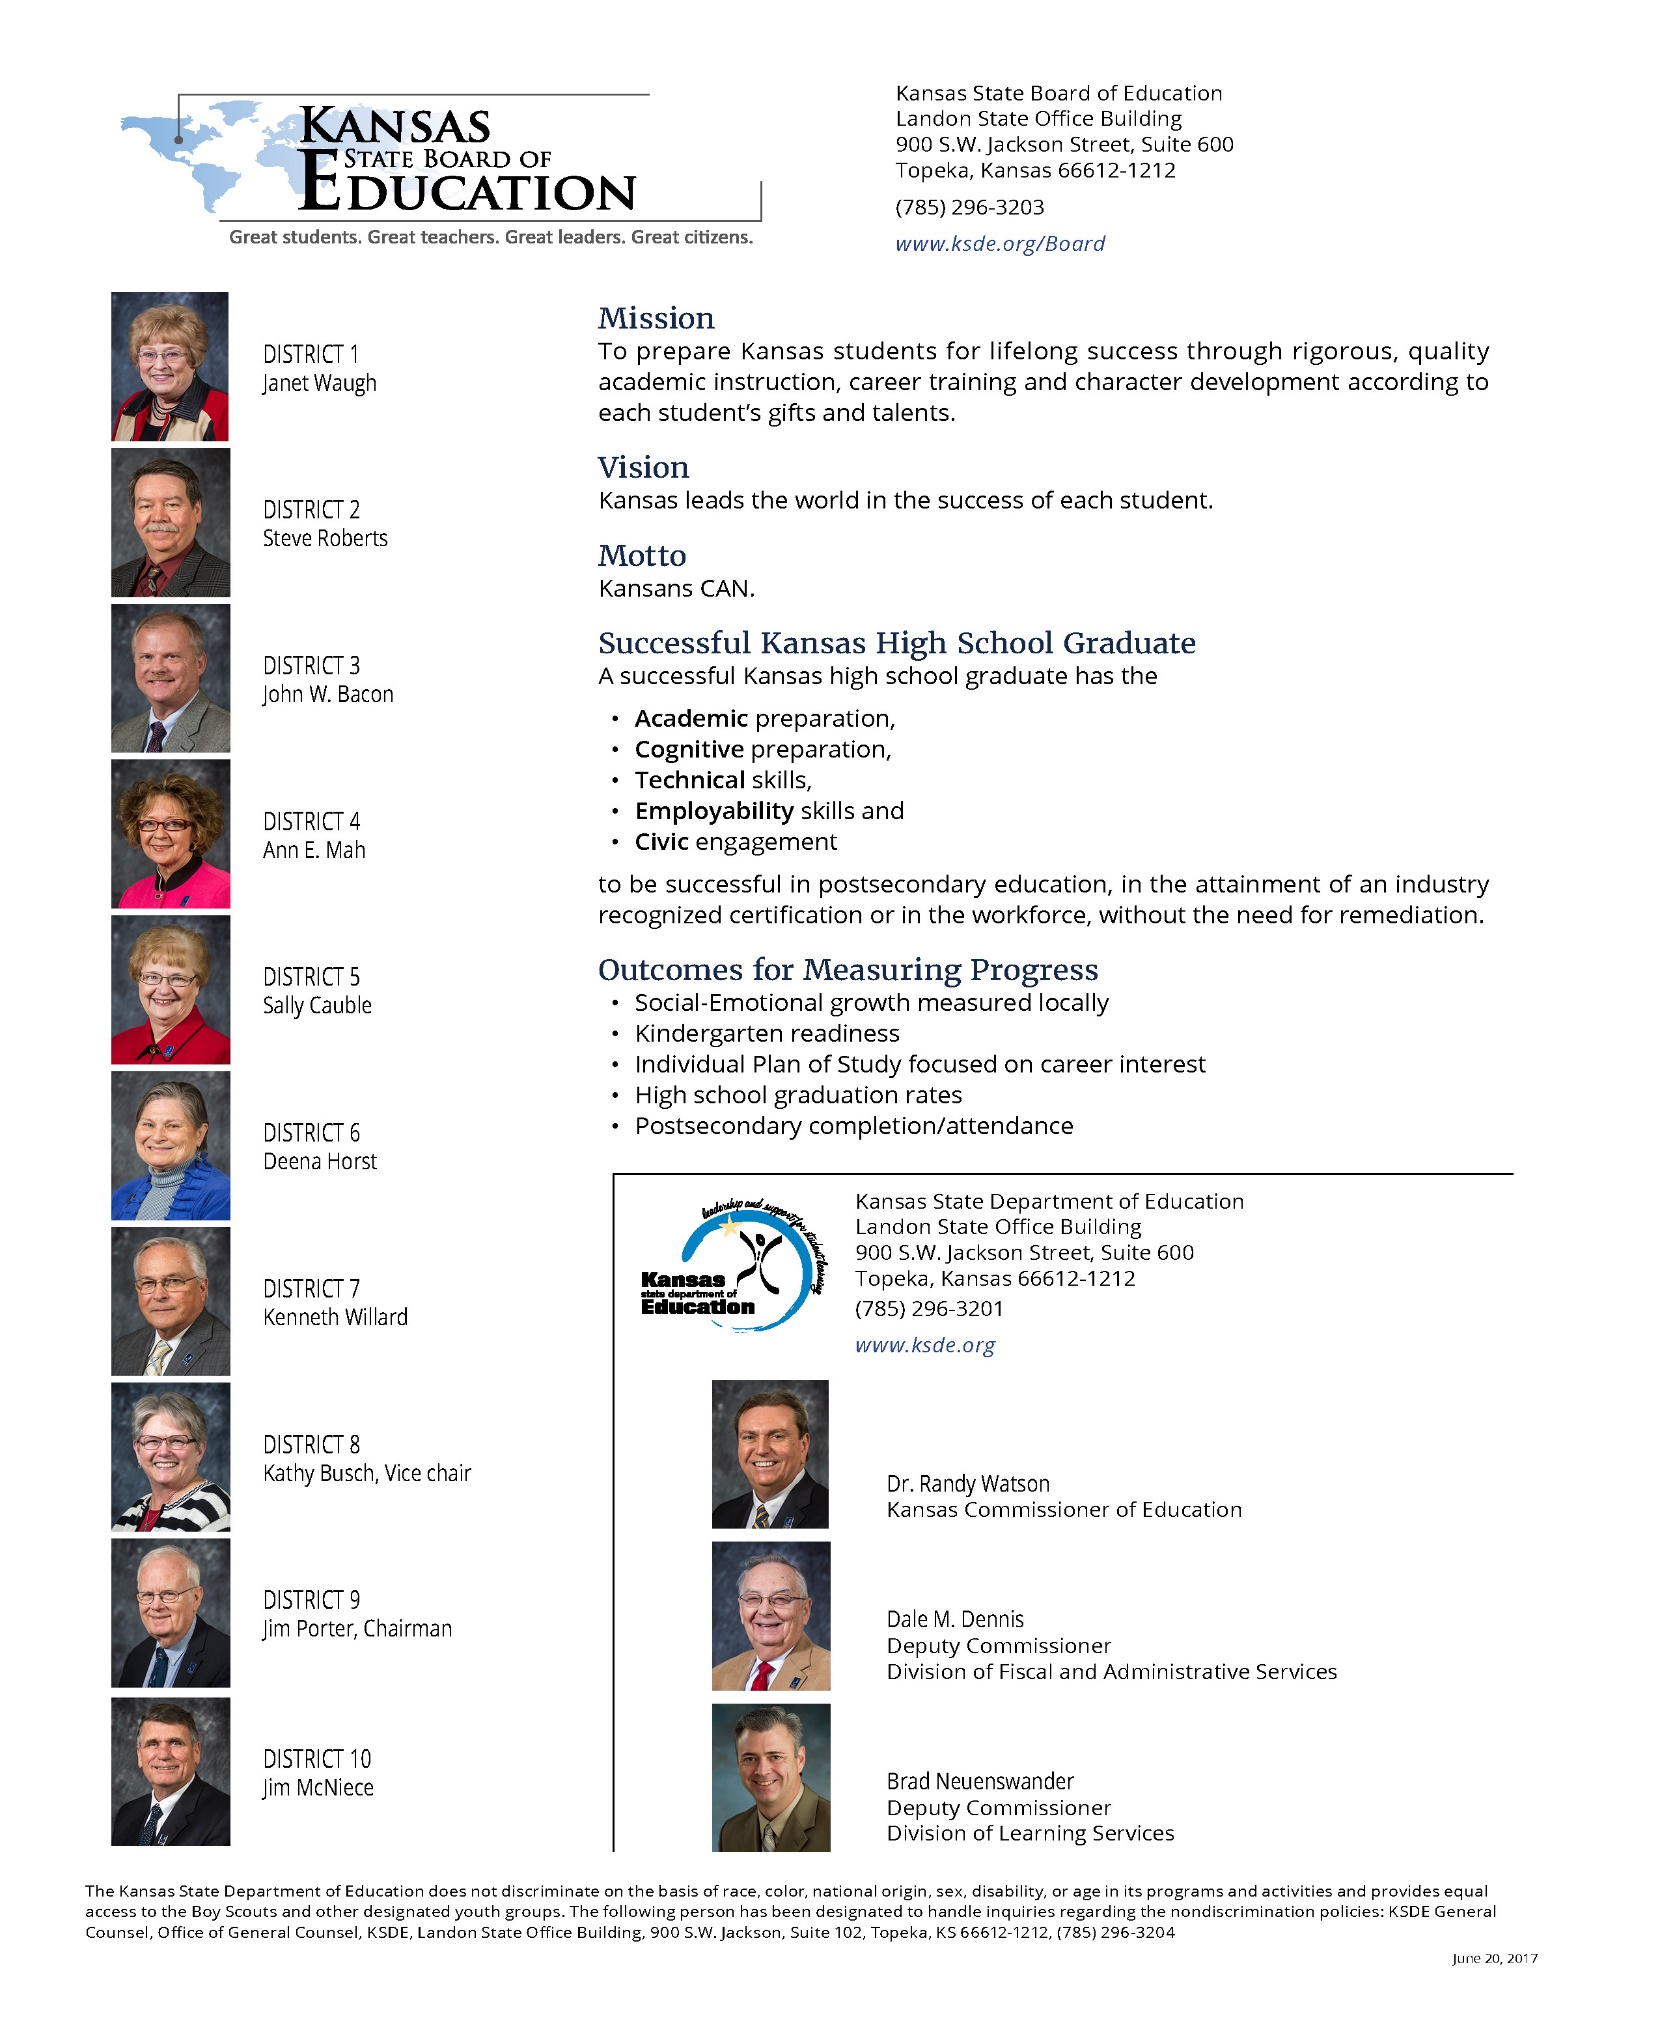 KANSAS
STATE BOARD OF
EDUCATION
Great students. Great teachers. Great leaders. Great citizens.
Kansas State Board of Education
Landon State Office Building
900 S.W. Jackson Street, Suite 600
Topeka, Kansas 66612-1212
(785) 296-3203
www.ksde.org/Board
DISTRICT 1
Janet Waugh
DISTRICT 2
Steve Roberts
DISTRICT 3
John W. Bacon
DISTRICT 4
Ann E. Mah
DISTRICT 5
Sally Cauble
DISTRICT 6
Deena Horst
DISTRICT 7
Kenneth Willard
DISTRICT 8
Kathy Busch, Vice chair
DISTRICT 9
Jim Porter, Chairman
DISTRICT 10
Jim McNiece
Mission
To prepare Kansas students for lifelong success through rigorous, quality
academic instruction, career training and character development according to
each student’s gifts and talents.
Vision
Kansas leads the world in the success of each student.
Motto
Kansans CAN.
Successful Kansas High School Graduate
A successful Kansas high school graduate has the
• Academic preparation,
• Cognitive preparation,
• Technical skills,
• Employability skills and
• Civic engagement
to be successful in postsecondary education, in the attainment of an industry
recognized certification or in the workforce, without the need for remediation.
Outcomes for Measuring Progress
• Social-Emotional growth measured locally
• Kindergarten readiness
• Individual Plan of Study focused on career interest
• High school graduation rates
• Postsecondary completion/attendance
leadership and support for student learning
Kansas
state department of
Education
Kansas State Department of Education
Landon State Office Building
900 S.W. Jackson Street, Suite 600
Topeka, Kansas 66612-1212
(785) 296-3201
www.ksde.org
Dr. Randy Watson
Kansas Commissioner of Education
Dale M. Dennis
Deputy Commissioner
Division of Fiscal and Administrative Services
Brad Neuenswander
Deputy Commissioner
Division of Learning Services
The Kansas State Department of Education does not discriminate on the basis of race, color, national origin, sex, disability, or age in its programs and activities and provides equal
access to the Boy Scouts and other designated youth groups. The following person has been designated to handle inquiries regarding the nondiscrimination policies: KSDE General
Counsel, Office of General Counsel, KSDE, Landon State Office Building, 900 S.W. Jackson, Suite 102, Topeka, KS 66612-1212, (785) 296-3204
June 20, 2017